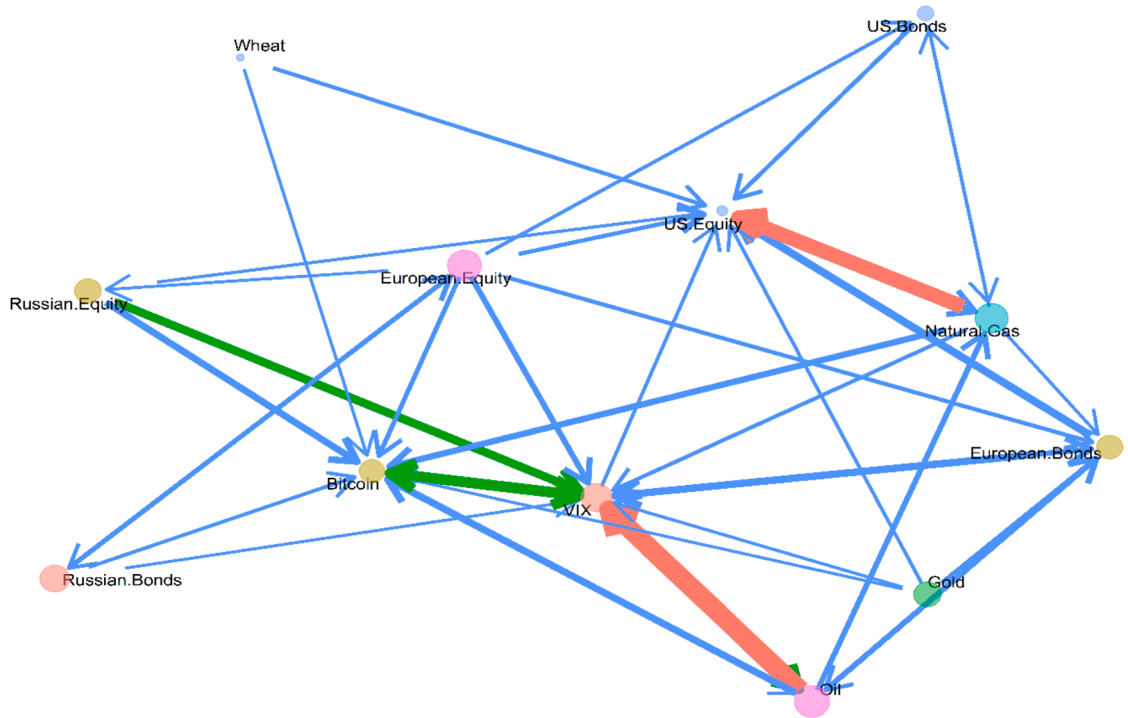 US.Bonds
Wheat
US.Equity
European.Equity
Russian.Equity
Natural.Gas
European.Bonds
Bitcoin
VIX
Russian.Bonds
Gold
Oil